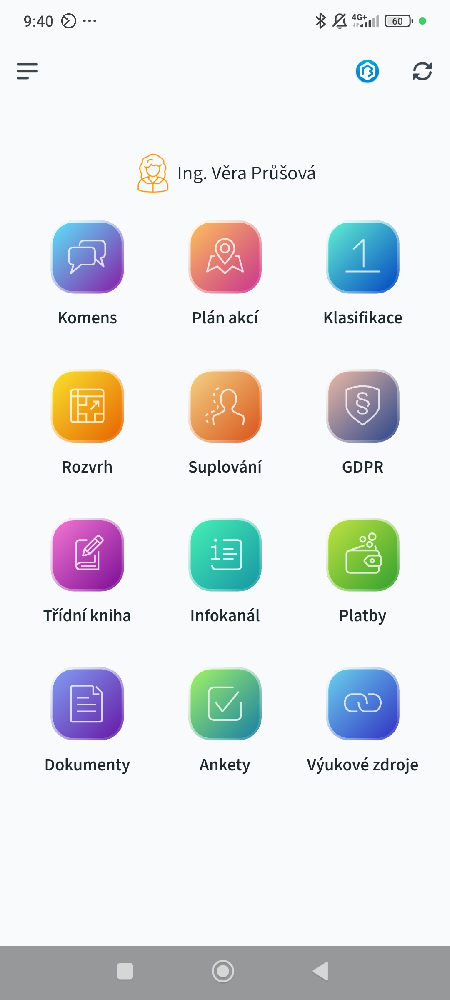 9:40
4G+
60
Ing. Věra Průšová
Komens
Plán akcí
Klasifikace
1
Rozvrh
Suplování
GDPR
§
Třídní kniha
Infokanál
Platby
Dokumenty
Ankety
Výukové zdroje